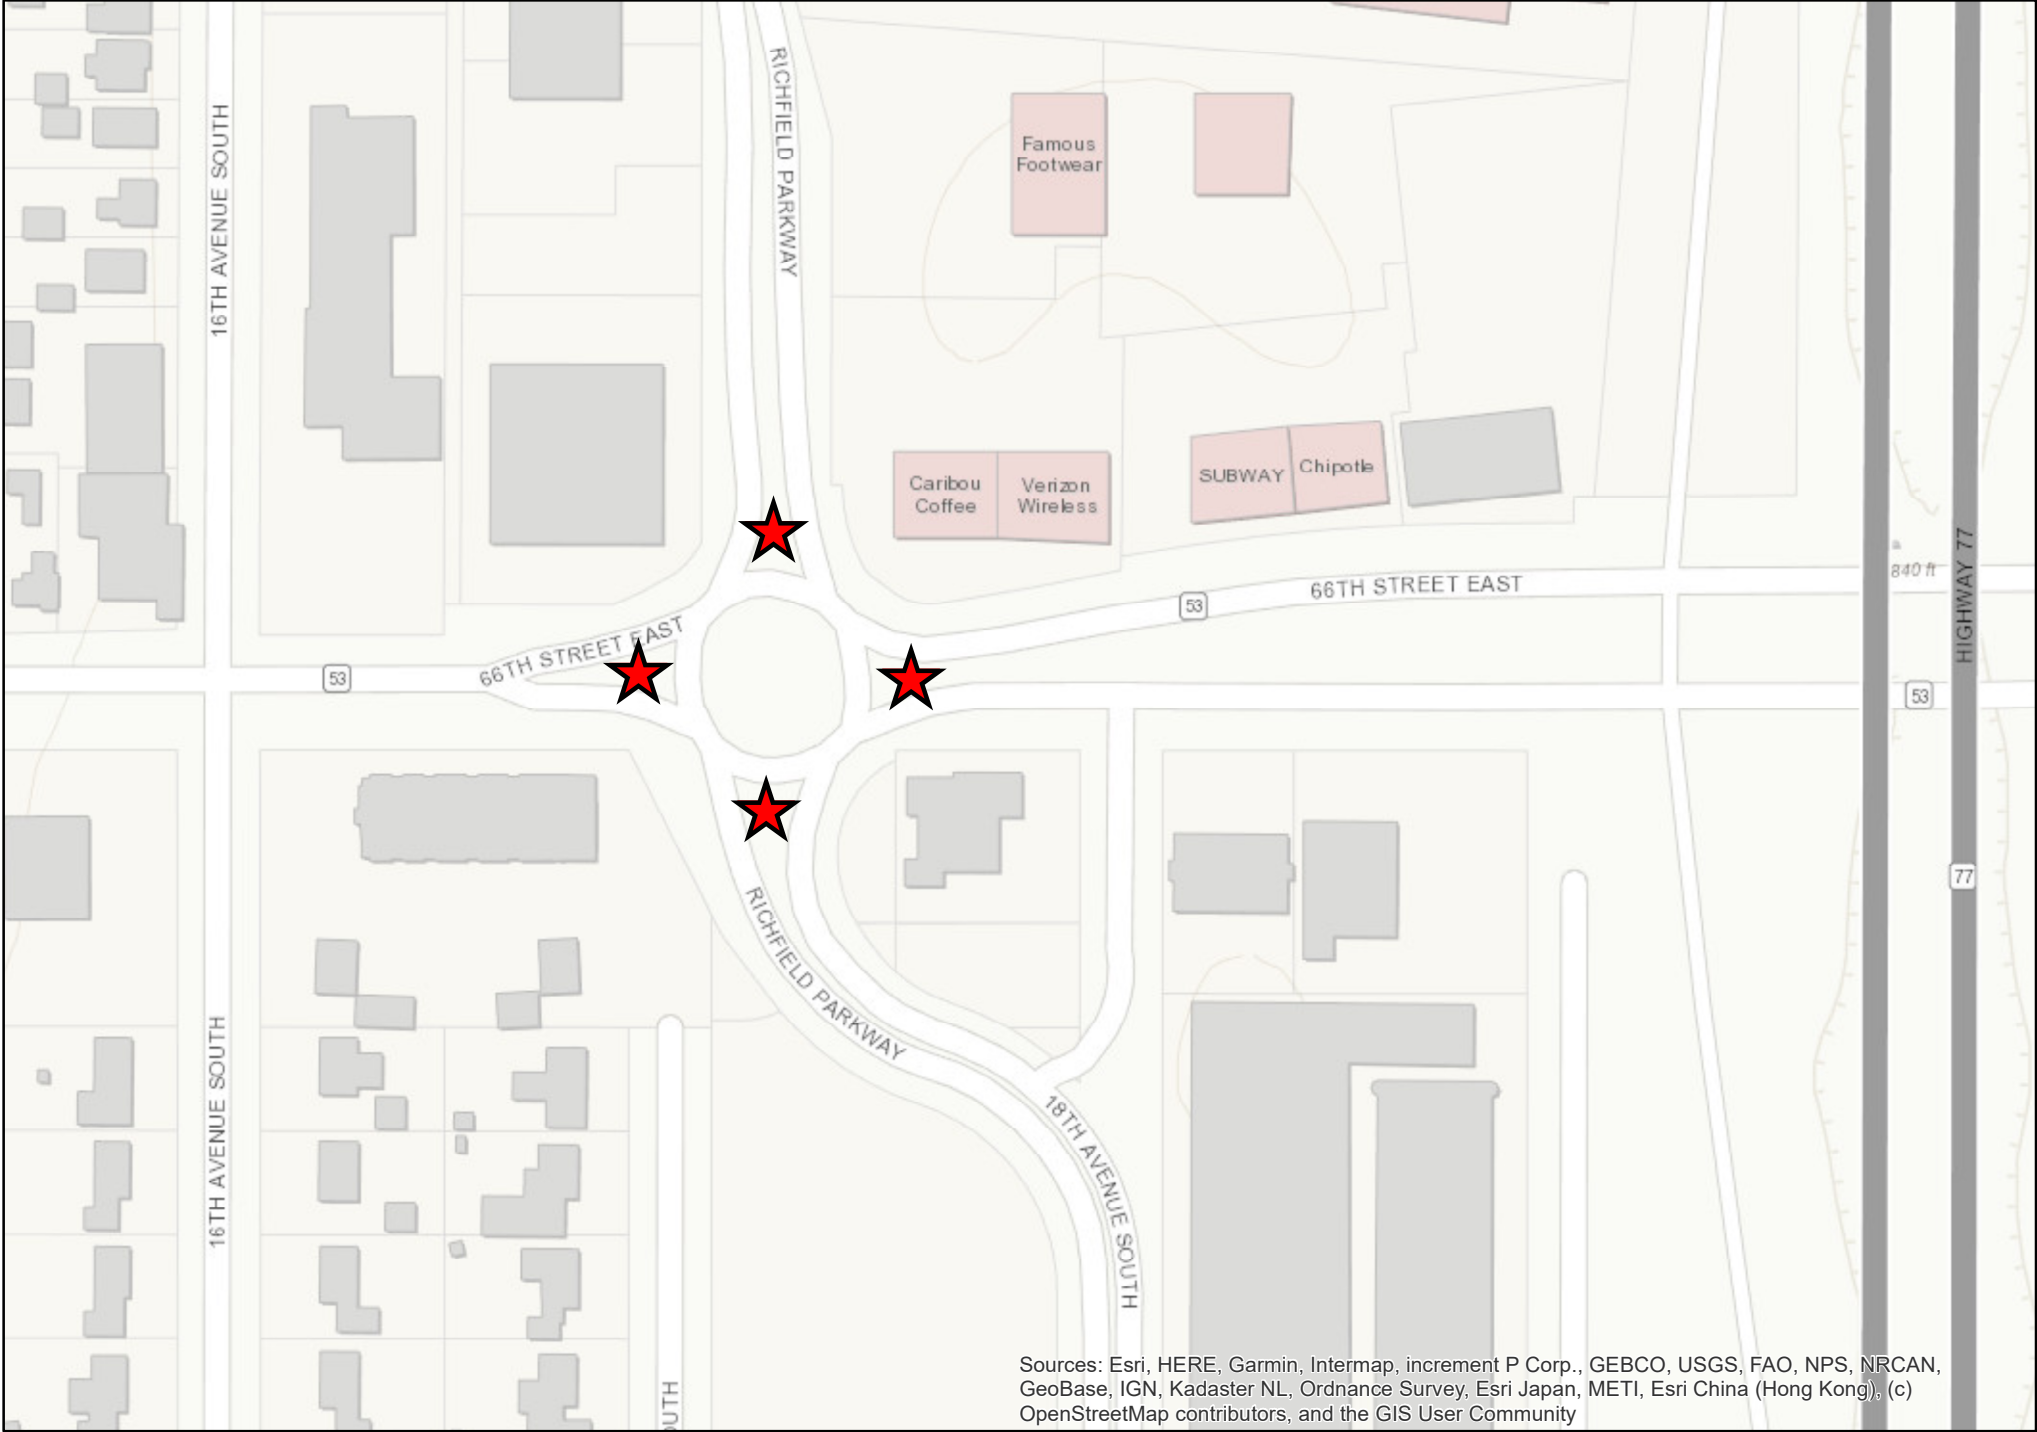 RICHFIELD PARKWAY
16TH AVENUE SOUTH
Famous
Footwear
Caribou
Coffee
Verizon
Wireless
SUBWAY
Chipotle
66TH STREET EAST
53
66TH STREET EAST
840 ft
HIGHWAY 77
53
53
77
RICHFIELD PARKWAY
16TH AVENUE SOUTH
18TH AVENUE SOUTH
Sources: Esri, HERE, Garmin, Intermap, increment P Corp., GEBCO, USGS, FAO, NPS, NRCAN,
GeoBase, IGN, Kadaster NL, Ordnance Survey, Esri Japan, METI, Esri China (Hong Kong), (c)
OpenStreetMap contributors, and the GIS User Community